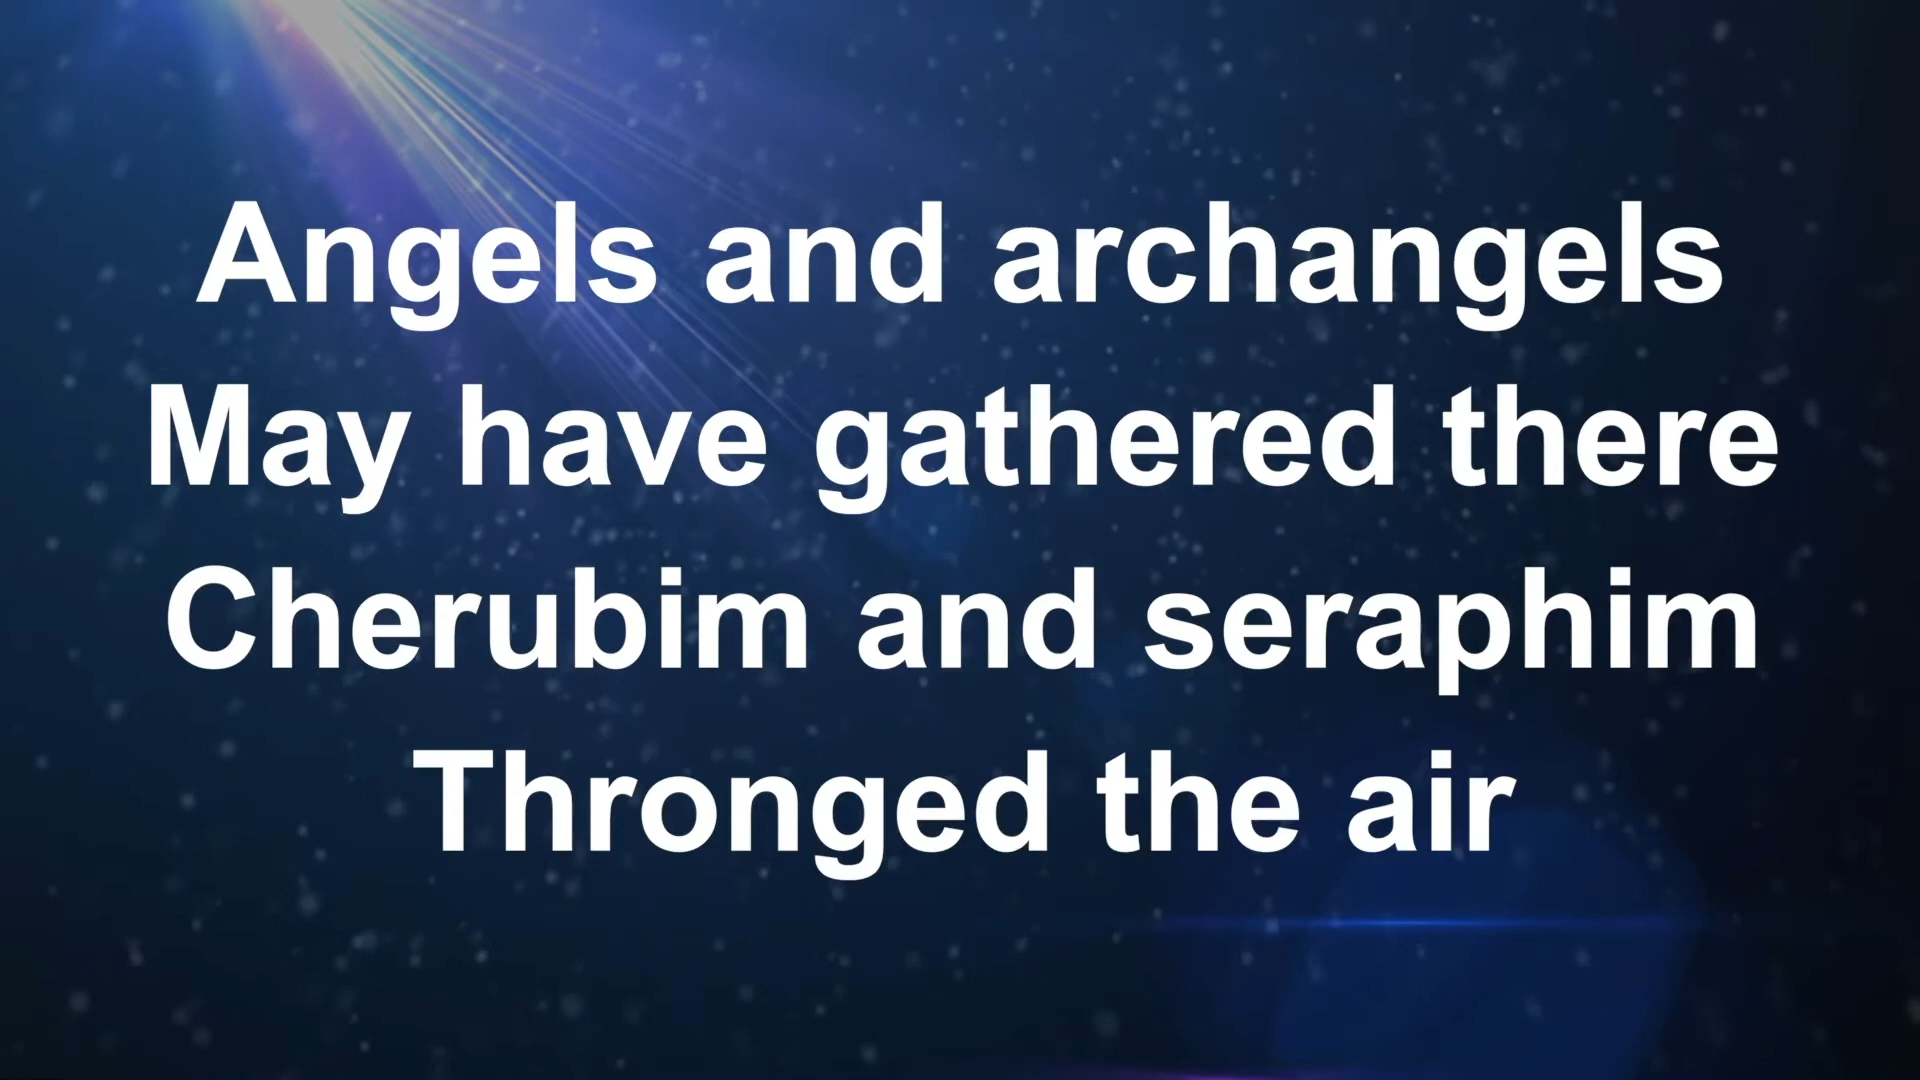 Angels and archangels
May have gathered there
Cherubim and seraphim
Thronged the air